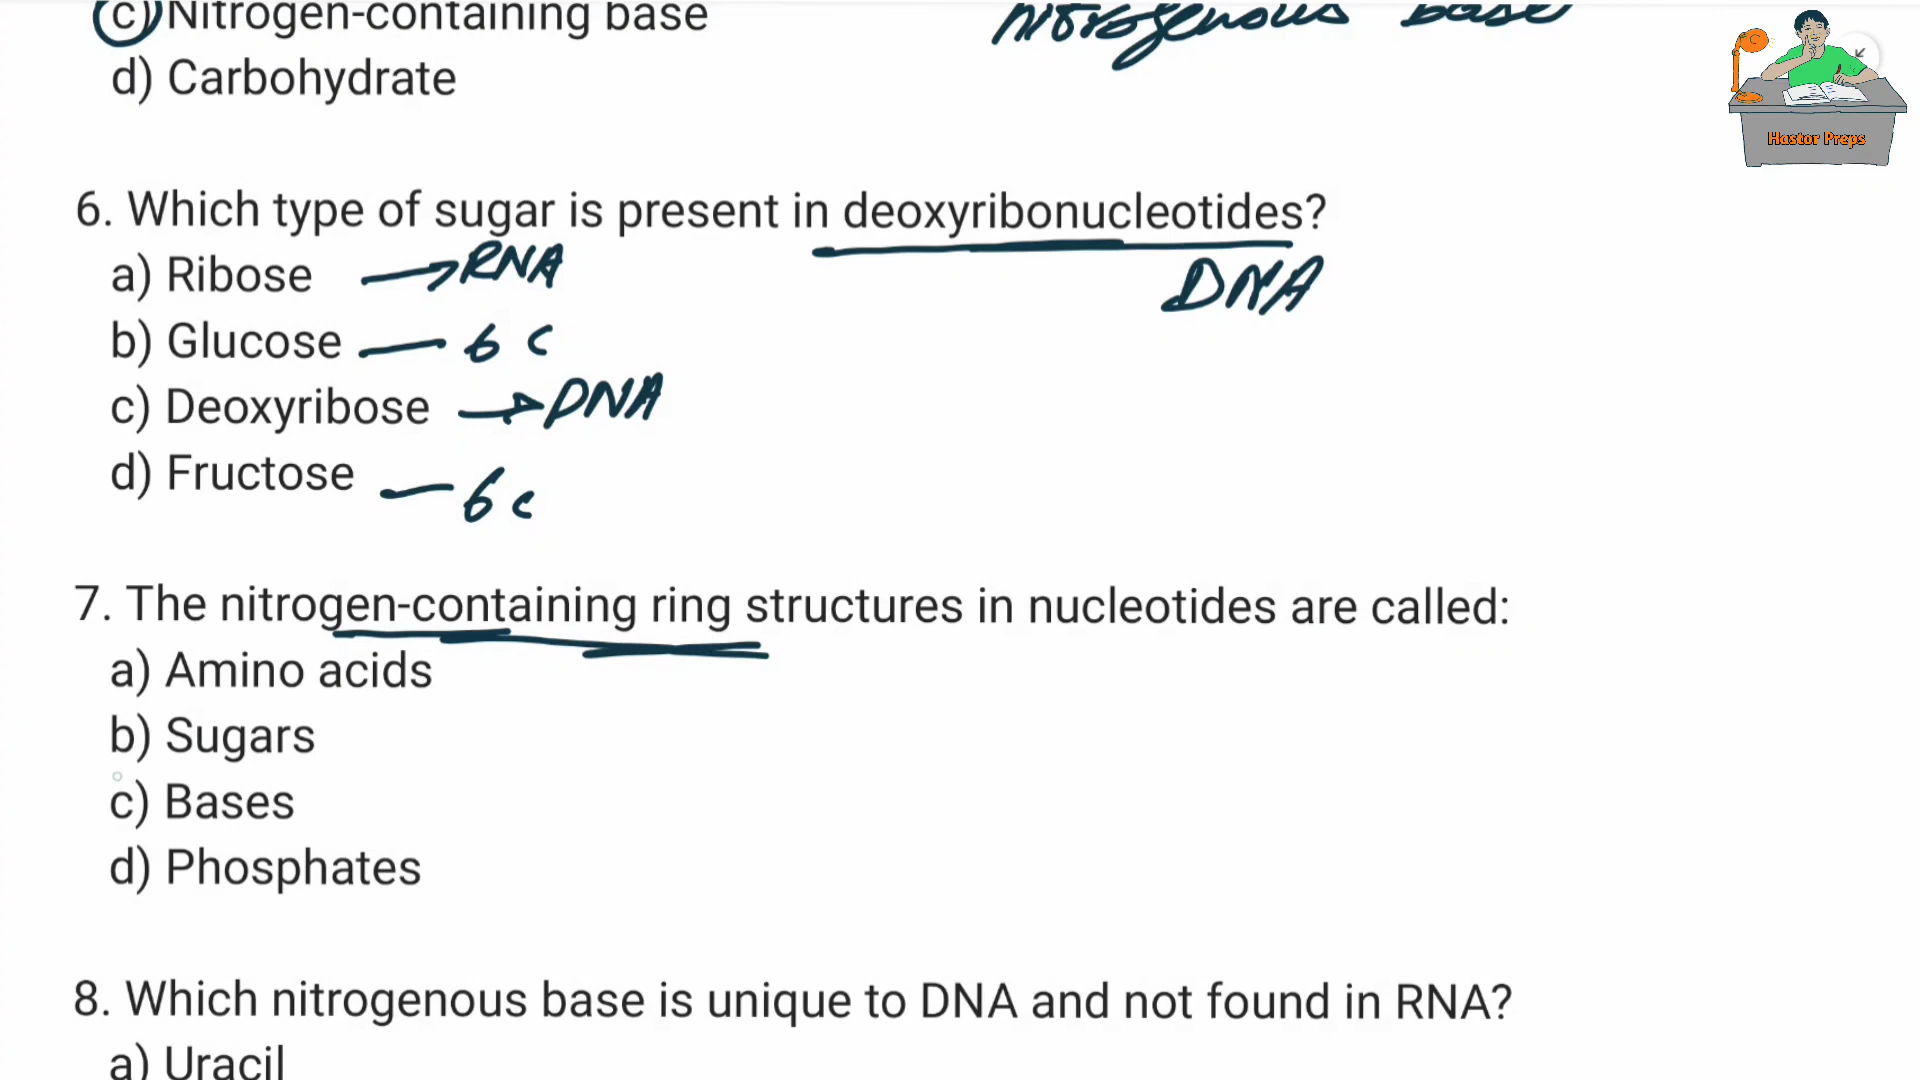 c) Nitrogen-containing base nitrogenous base
d) Carbohydrate
Hastor Preps
6. Which type of sugar is present in deoxyribonucleotides?
a) Ribose → RNA DNA
b) Glucose — 6 c
c) Deoxyribose → DNA
d) Fructose — 6 c
7. The nitrogen-containing ring structures in nucleotides are called:
a) Amino acids
b) Sugars
c) Bases
d) Phosphates
8. Which nitrogenous base is unique to DNA and not found in RNA?
a) Uracil